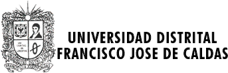 UNIVERSIDAD DISTRITAL
FRANCISCO JOSE DE CALDAS